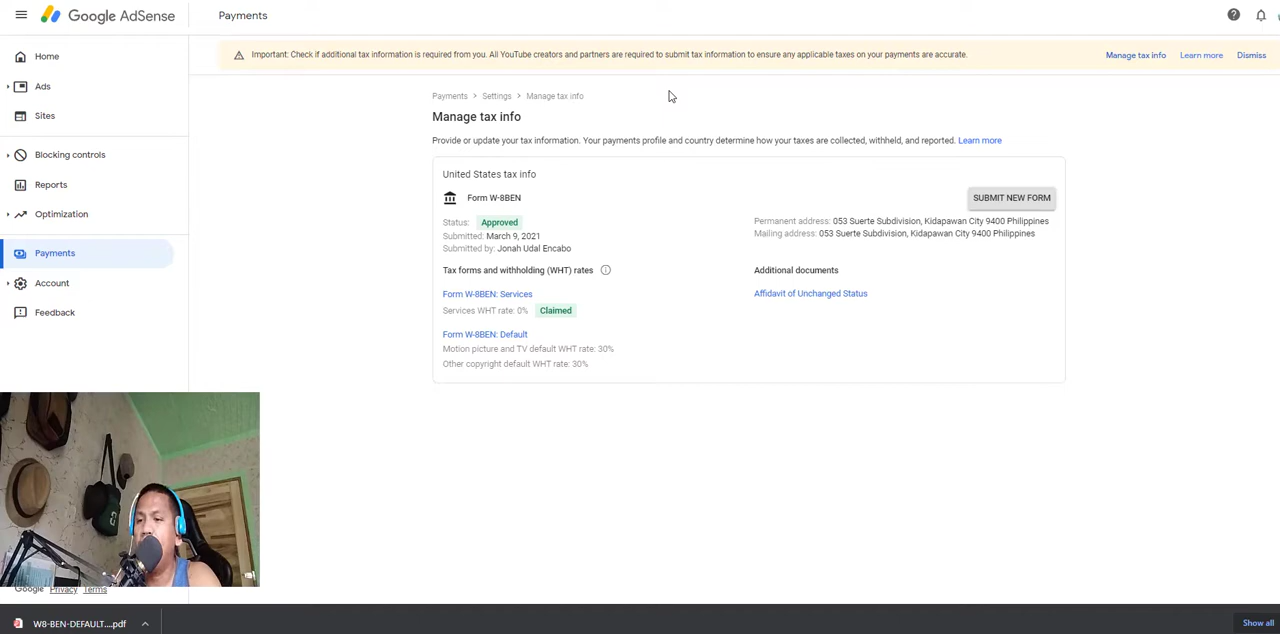 Google AdSense
Payments
Home
Ads
Sites
Blocking controls
Reports
Optimization
Payments
Account
Feedback
Google Privacy Terms
Important: Check if additional tax information is required from you. All YouTube creators and partners are required to submit tax information to ensure any applicable taxes on your payments are accurate.
Manage tax info Learn more Dismiss
Payments > Settings > Manage tax info
Manage tax info
Provide or update your tax information. Your payments profile and country determine how your taxes are collected, withheld, and reported. Learn more
United States tax info
Form W-8BEN
SUBMIT NEW FORM
Status: Approved
Submitted: March 9, 2021
Submitted by: Jonah Udal Encabo
Permanent address: 053 Suerte Subdivision, Kidapawan City 9400 Philippines
Mailing address: 053 Suerte Subdivision, Kidapawan City 9400 Philippines
Tax forms and withholding (WHT) rates
Form W-8BEN: Services
Services WHT rate: 0% Claimed
Form W-8BEN: Default
Motion picture and TV default WHT rate: 30%
Other copyright default WHT rate: 30%
Additional documents
Affidavit of Unchanged Status
W8-BEN-DEFAULT....pdf
Show all